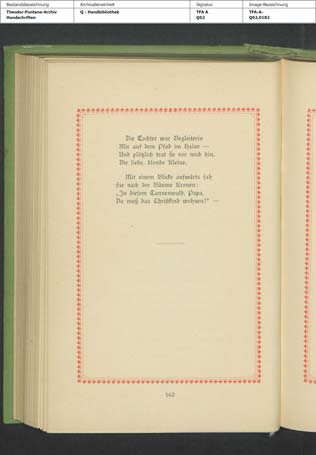 Bestandsbezeichnung Archivalieneinheit Signatur Image-Bezeichnung
Theodor-Fontane-Archiv Q - Handbibliothek TFA A TFA-A-
Handschriften Q62 Q62,0162
Die Tochter war Begleiterin
Mir auf dem Pfad im Haine —
Und plötzlich trat sie vor mich hin,
Die liebe, blonde Kleine.
Mit einem Blicke aufwärts sah
Sie nach der Bäume Kronen:
„In diesem Tannenwald, Papa,
Da muß das Christkind wohnen!“ —
143